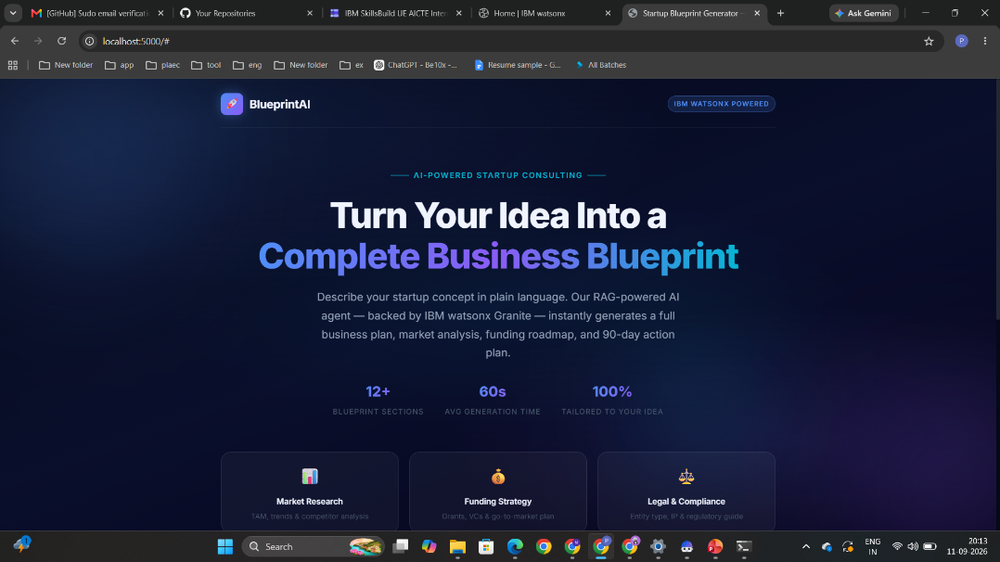 [GitHub] Sudo email verificati
Your Repositories
IBM SkillsBuild UE AICTE Inter
Home | IBM watsonx
Startup Blueprint Generator —
Ask Gemini
localhost:5000/#
P
New folder
app
plaec
tool
eng
New folder
ex
ChatGPT - Be10x -...
Resume sample - G...
All Batches
BlueprintAI
IBM WATSONX POWERED
AI-POWERED STARTUP CONSULTING
Turn Your Idea Into a
Complete Business Blueprint
Describe your startup concept in plain language. Our RAG-powered AI
agent — backed by IBM watsonx Granite — instantly generates a full
business plan, market analysis, funding roadmap, and 90-day action
plan.
12+
BLUEPRINT SECTIONS
60s
AVG GENERATION TIME
100%
TAILORED TO YOUR IDEA
Market Research
TAM, trends & competitor analysis
Funding Strategy
Grants, VCs & go-to-market plan
Legal & Compliance
Entity type, IP & regulatory guide
Search
ENG
IN
20:13
11-09-2026